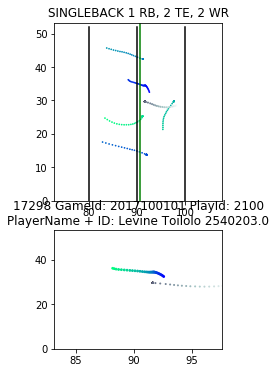 SINGLEBACK 1 RB, 2 TE, 2 WR
50
40
30
20
10
0
80 90 100
17298 GameId: 2017100101 PlayId: 2100
PlayerName + ID: Levine Toilolo 2540203.0
40
20
0
85 90 95